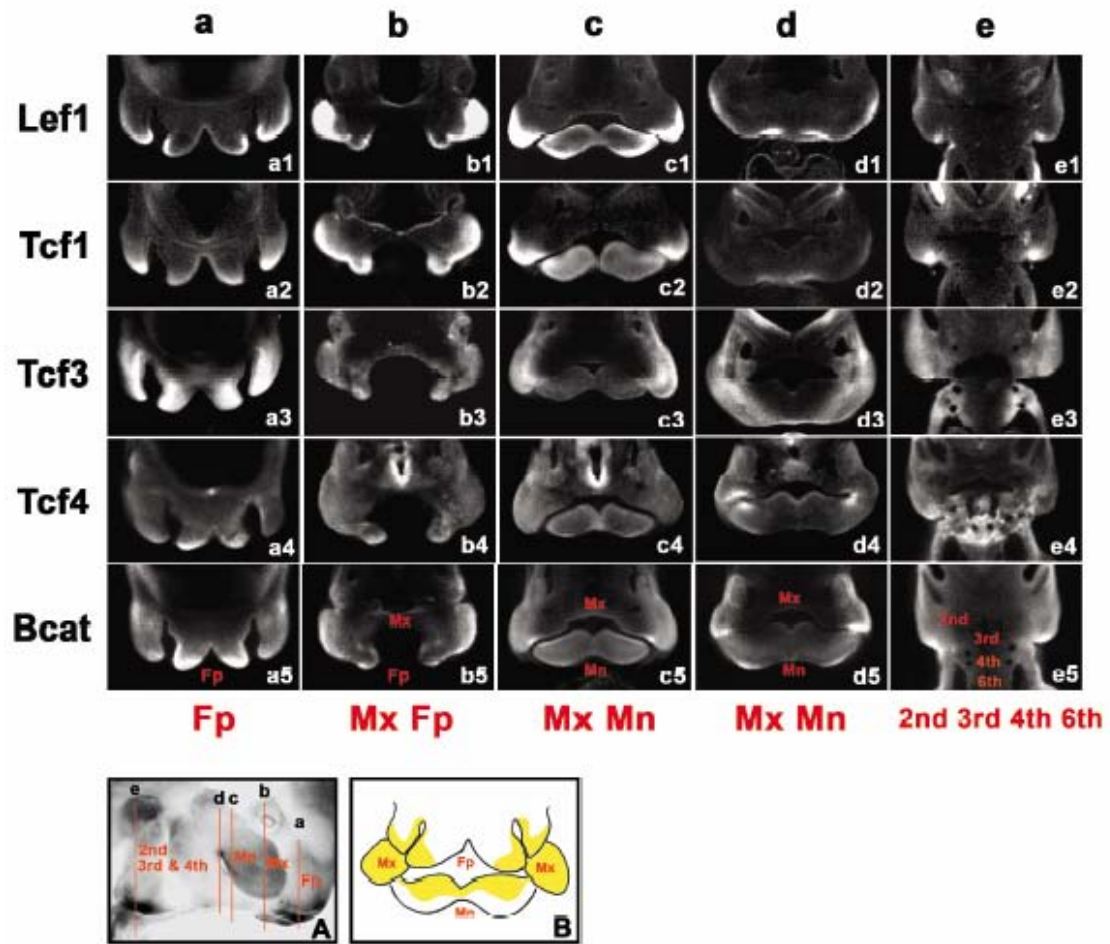 a b c d e
Lef1 a1 b1 c1 d1 e1
Tcf1 a2 b2 c2 d2 e2
Tcf3 a3 b3 c3 d3 e3
Tcf4 a4 b4 c4 d4 e4
Bcat
Mx Mx Mx 2nd
3rd
4th
Fp Fp Mn Mn 6th
a5 b5 c5 d5 e5
Fp Mx Fp Mx Mn Mx Mn 2nd 3rd 4th 6th
e d c b a
2nd Mn Mx
3rd & 4th Fp
A
Mx Fp Mx
Mn
B